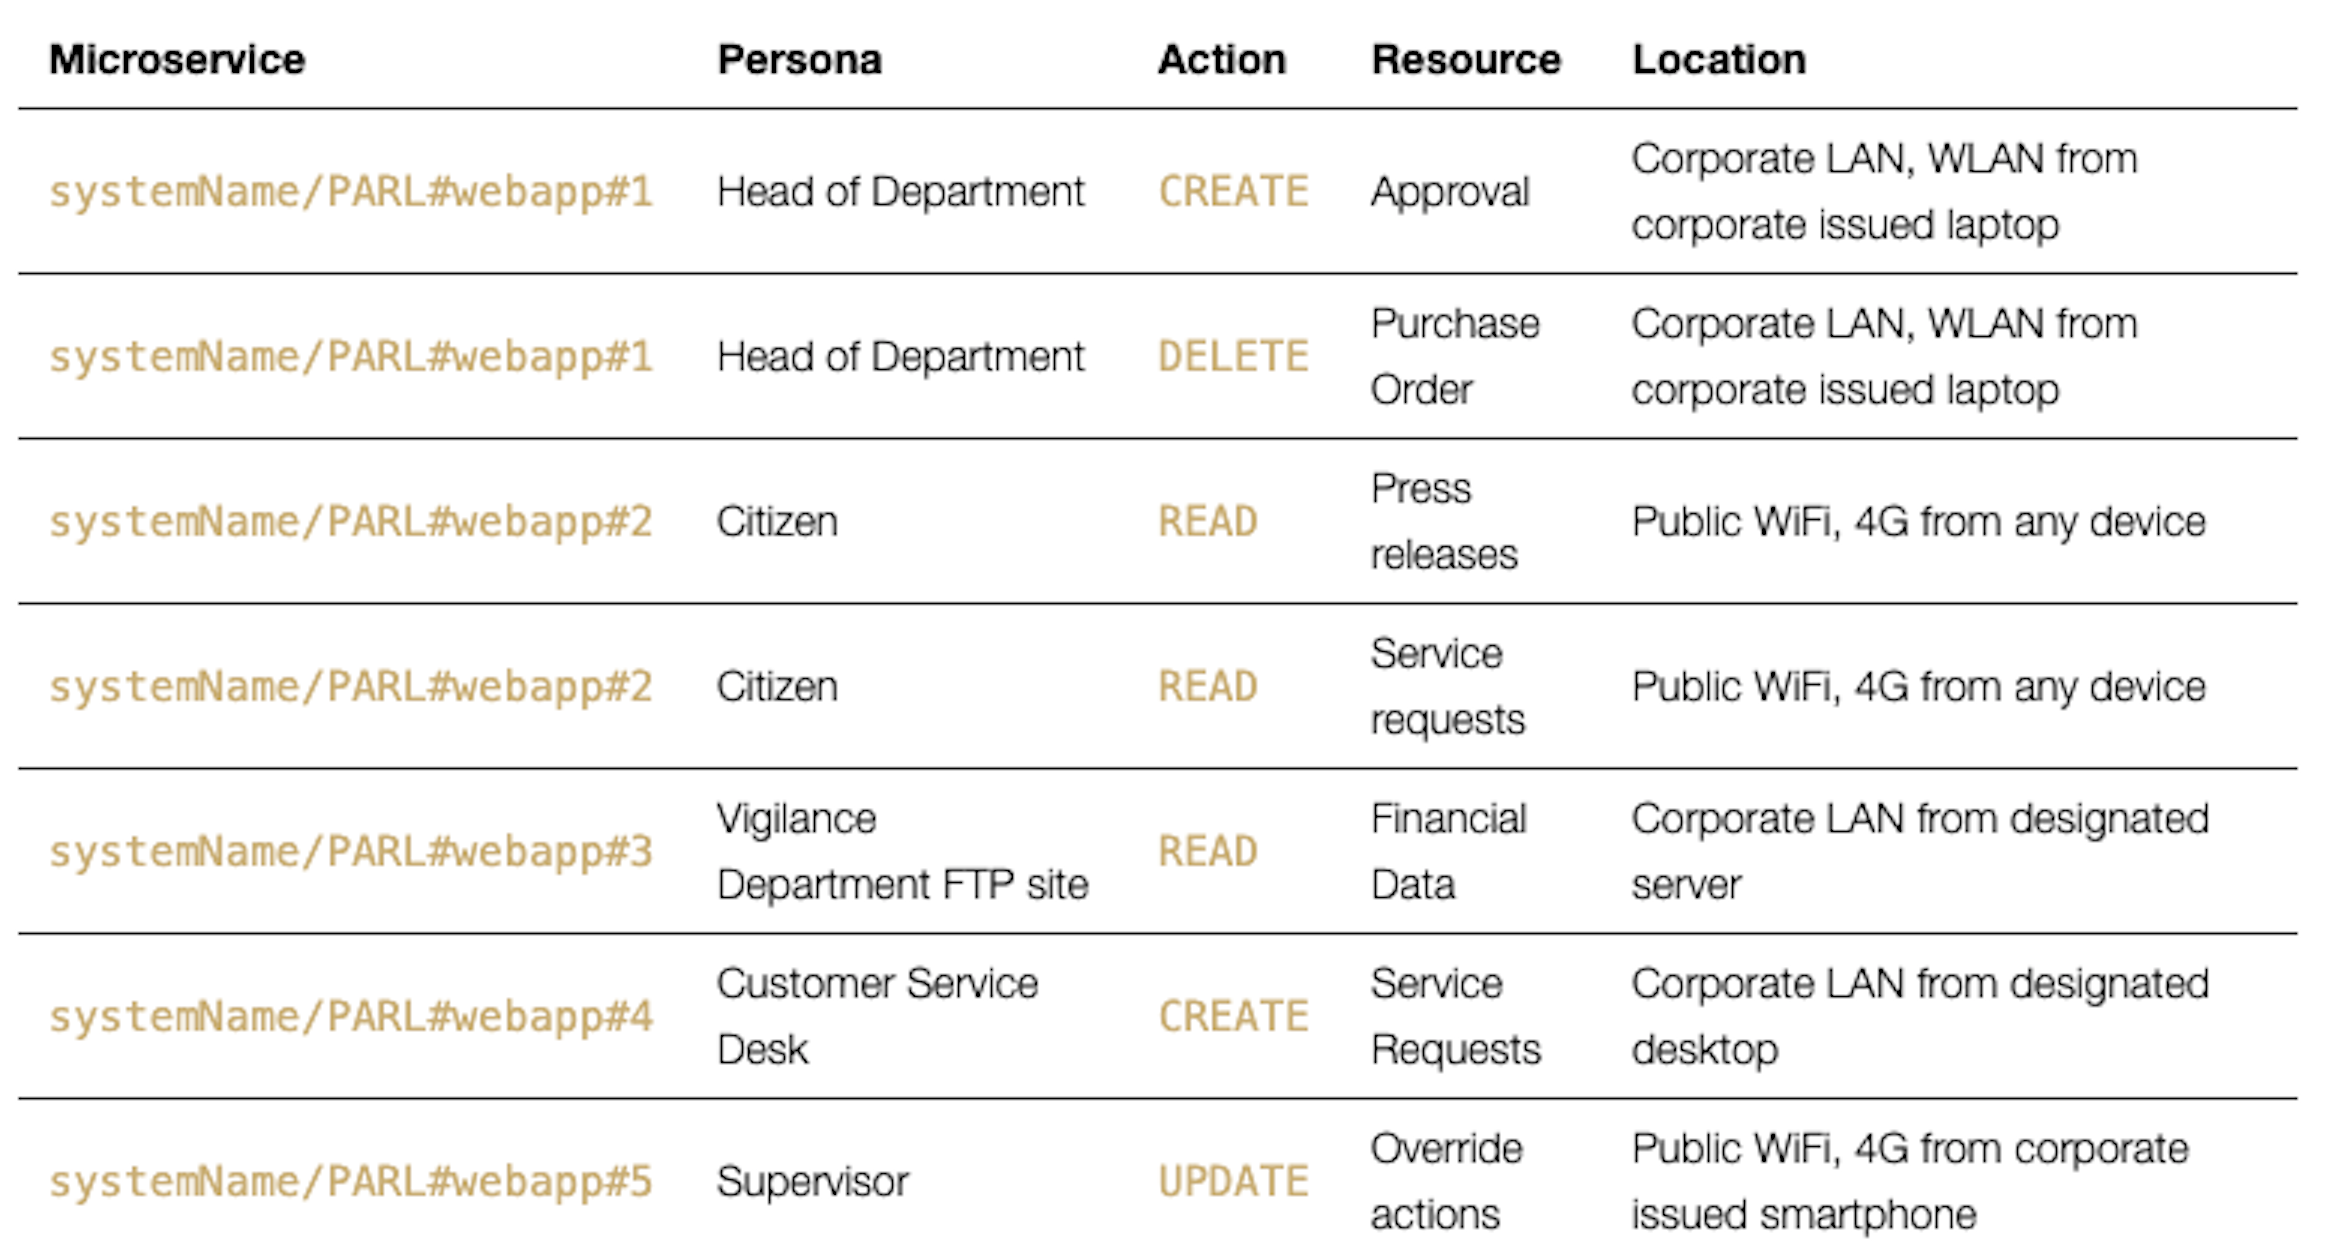 Microservice Persona Action Resource Location
systemName/PARL#webapp#1 Head of Department CREATE Approval Corporate LAN, WLAN from
corporate issued laptop
systemName/PARL#webapp#1 Head of Department DELETE Purchase Order Corporate LAN, WLAN from
corporate issued laptop
systemName/PARL#webapp#2 Citizen READ Press releases Public WiFi, 4G from any device
systemName/PARL#webapp#2 Citizen READ Service requests Public WiFi, 4G from any device
systemName/PARL#webapp#3 Vigilance Department FTP site READ Financial Data Corporate LAN from designated
server
systemName/PARL#webapp#4 Customer Service Desk CREATE Service Requests Corporate LAN from designated
desktop
systemName/PARL#webapp#5 Supervisor UPDATE Override actions Public WiFi, 4G from corporate
issued smartphone